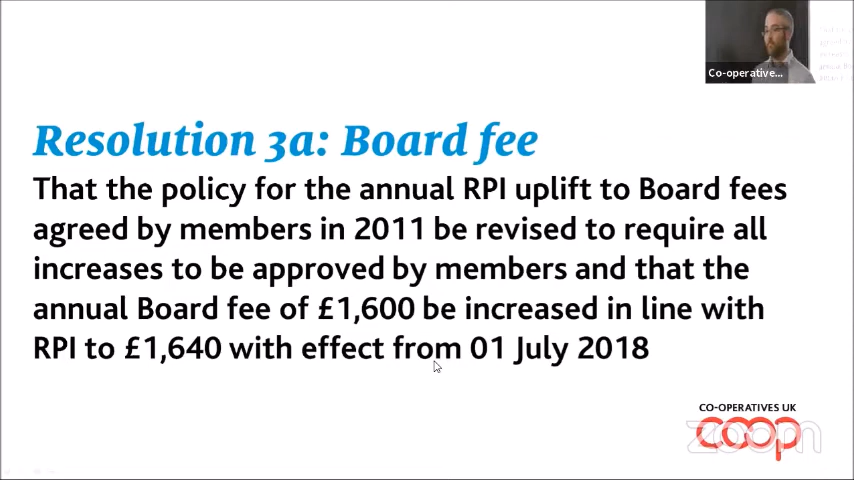 Co-operative...
Resolution 3a: Board fee
That the policy for the annual RPI uplift to Board fees
agreed by members in 2011 be revised to require all
increases to be approved by members and that the
annual Board fee of £1,600 be increased in line with
RPI to £1,640 with effect from 01 July 2018
CO-OPERATIVES UK
coop
zoom